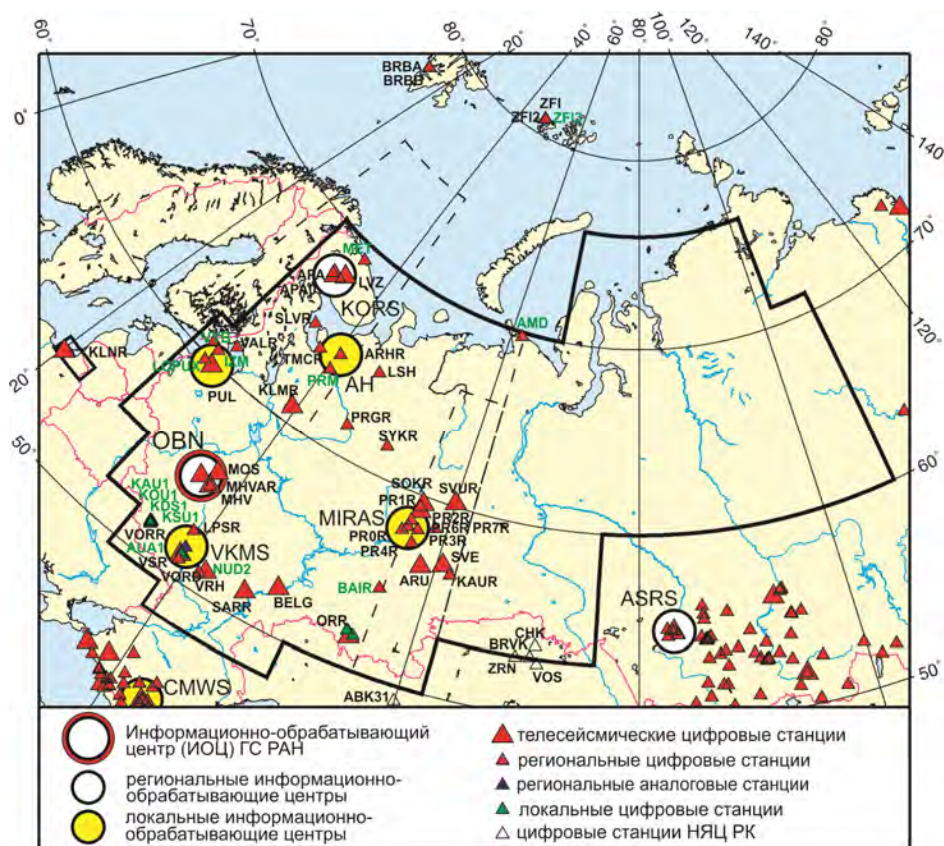 60°
70°
80°
20°
40°
60°
80°
100°
120°
140°
80°
0°
BRBA
BRBB
ZFI
ZFI2 ZFI3
140°
70°
MET
APA
LVZ
KORS
SLVR
AMD
120°
VALR
KLNR
TMCR
ARHR
IZM
LSH
PRM
AH
20°
PUL
KLMR
PRGR
SYKR
60°
OBN
50°
MOS
KAU1
MHVAR
KOU1
MHV
SOKR
SVUR
KDS1
PR1R
KSU1
PR2R
VORR
LPSR
MIRAS
PR6R PR7R
PR0R
PR3R
AUA1
VKMS
PR4R
VSR
SVE
NUD2
VRH
ARU
KAUR
BAIR
SARR
BELG
ASRS
ORR
CHK
BRVK
50°
CMWS
ZRN
VOS
ABK31
Информационно-обрабатывающий
центр (ИОЦ) ГС РАН
региональные информационно-
обрабатывающие центры
локальные информационно-
обрабатывающие центры
телесейсмические цифровые станции
региональные цифровые станции
региональные аналоговые станции
локальные цифровые станции
цифровые станции НЯЦ РК